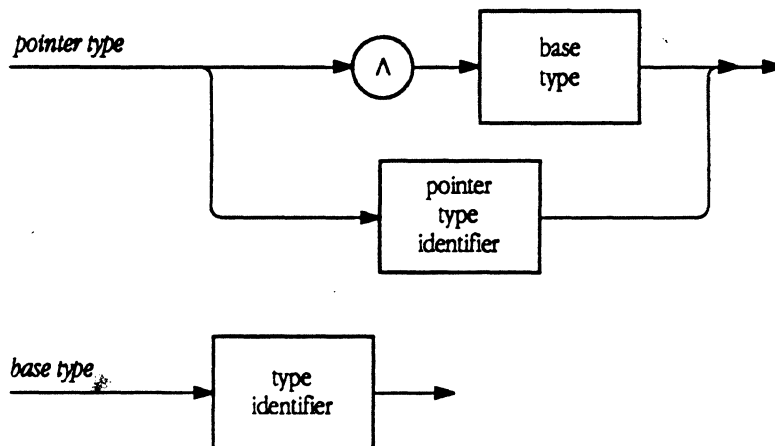 pointer type
^
base
type
pointer
type
identifier
base type
type
identifier